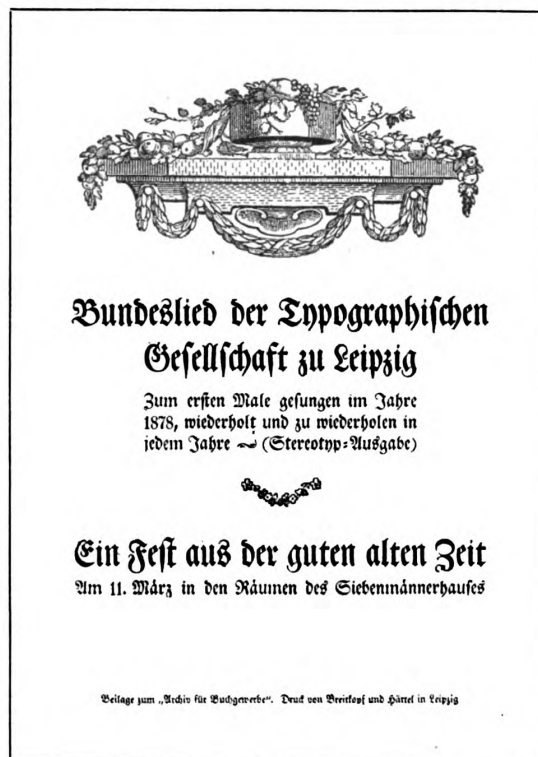 Bundeslied der Typographischen
Gesellschaft zu Leipzig
Zum ersten Male gesungen im Jahre
1878, wiederholt und zu wiederholen in
jedem Jahre ~ (Stereotyp-Ausgabe)
Ein Fest aus der guten alten Zeit
Am 11. März in den Räumen des Siebenmännerhauses
Beilage zum „Archiv für Buchgewerbe“. Druck von Breitkopf und Härtel in Leipzig